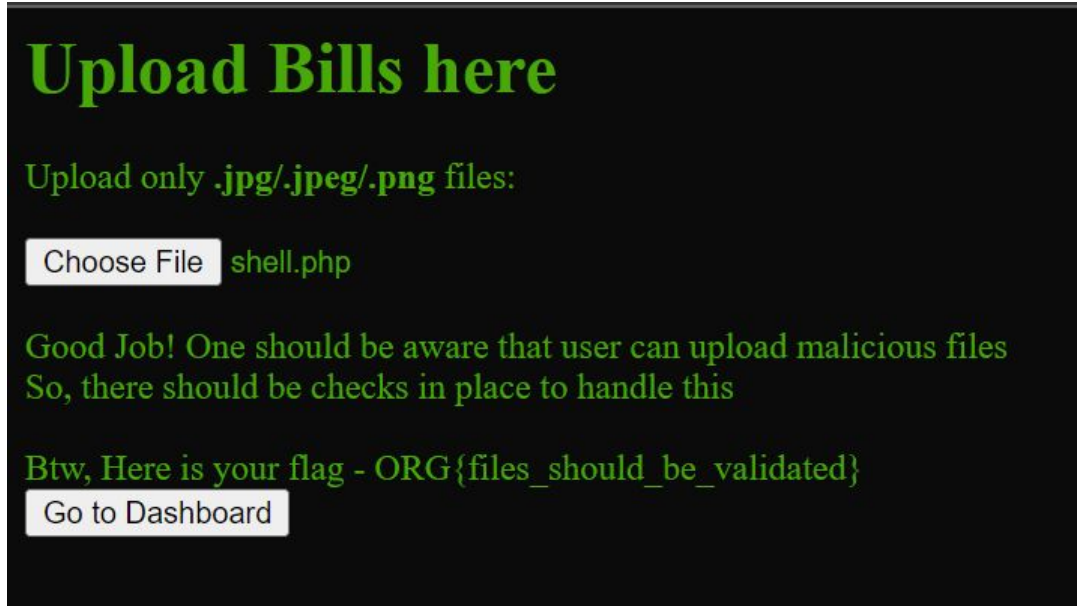 Upload Bills here
Upload only .jpg/.jpeg/.png files:
Choose File shell.php
Good Job! One should be aware that user can upload malicious files
So, there should be checks in place to handle this
Btw, Here is your flag - ORG{files_should_be_validated}
Go to Dashboard